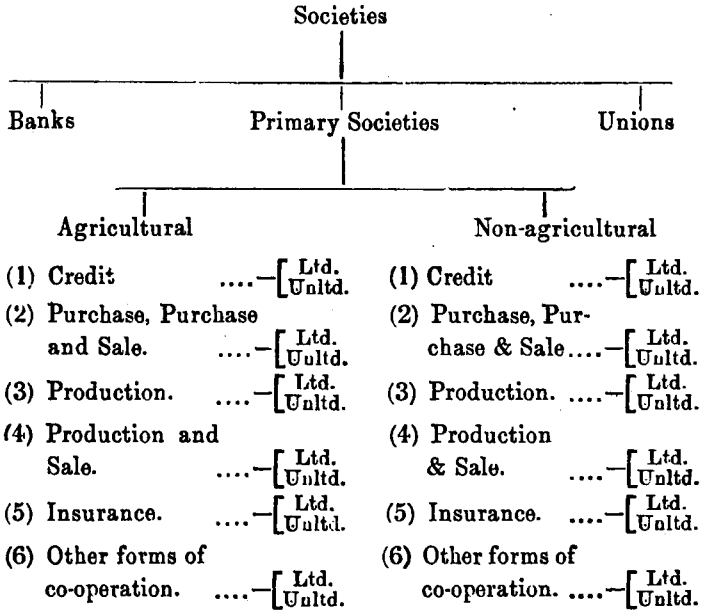 Societies
Banks Primary Societies Unions
Agricultural Non-agricultural
(1) Credit ....—[ Ltd. Unltd.
(2) Purchase, Purchase
and Sale. ....—[ Ltd. Unltd.
(3) Production. ....—[ Ltd. Unltd.
(4) Production and
Sale. ....—[ Ltd. Unltd.
(5) Insurance. ....—[ Ltd. Unltd.
(6) Other forms of
co-operation. ....—[ Ltd. Unltd.
(1) Credit ....—[ Ltd. Unltd.
(2) Purchase, Pur-
chase & Sale....—[ Ltd. Unltd.
(3) Production. ....—[ Ltd. Unltd.
(4) Production
& Sale. ....—[ Ltd. Unltd.
(5) Insurance. ....—[ Ltd. Unltd.
(6) Other forms of
co-operation. ....—[ Ltd. Unltd.